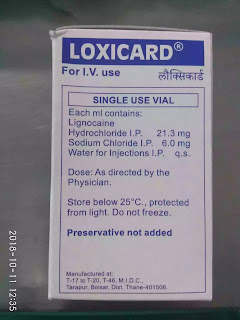 LOXICARD®
For I.V. use
लौक्सिकार्ड
SINGLE USE VIAL
Each ml contains:
Lignocaine
Hydrochloride I.P. 21.3 mg
Sodium Chloride I.P. 6.0 mg
Water for Injections I.P. q.s.
Dose: As directed by the
Physician.
Store below 25°C., protected
from light. Do not freeze.
Preservative not added
Manufactured at:
T-17 to T-20, T-46, M.I.D.C.,
Tarapur, Boisar, Dist. Thane-401506.
2018-10-11 12:35